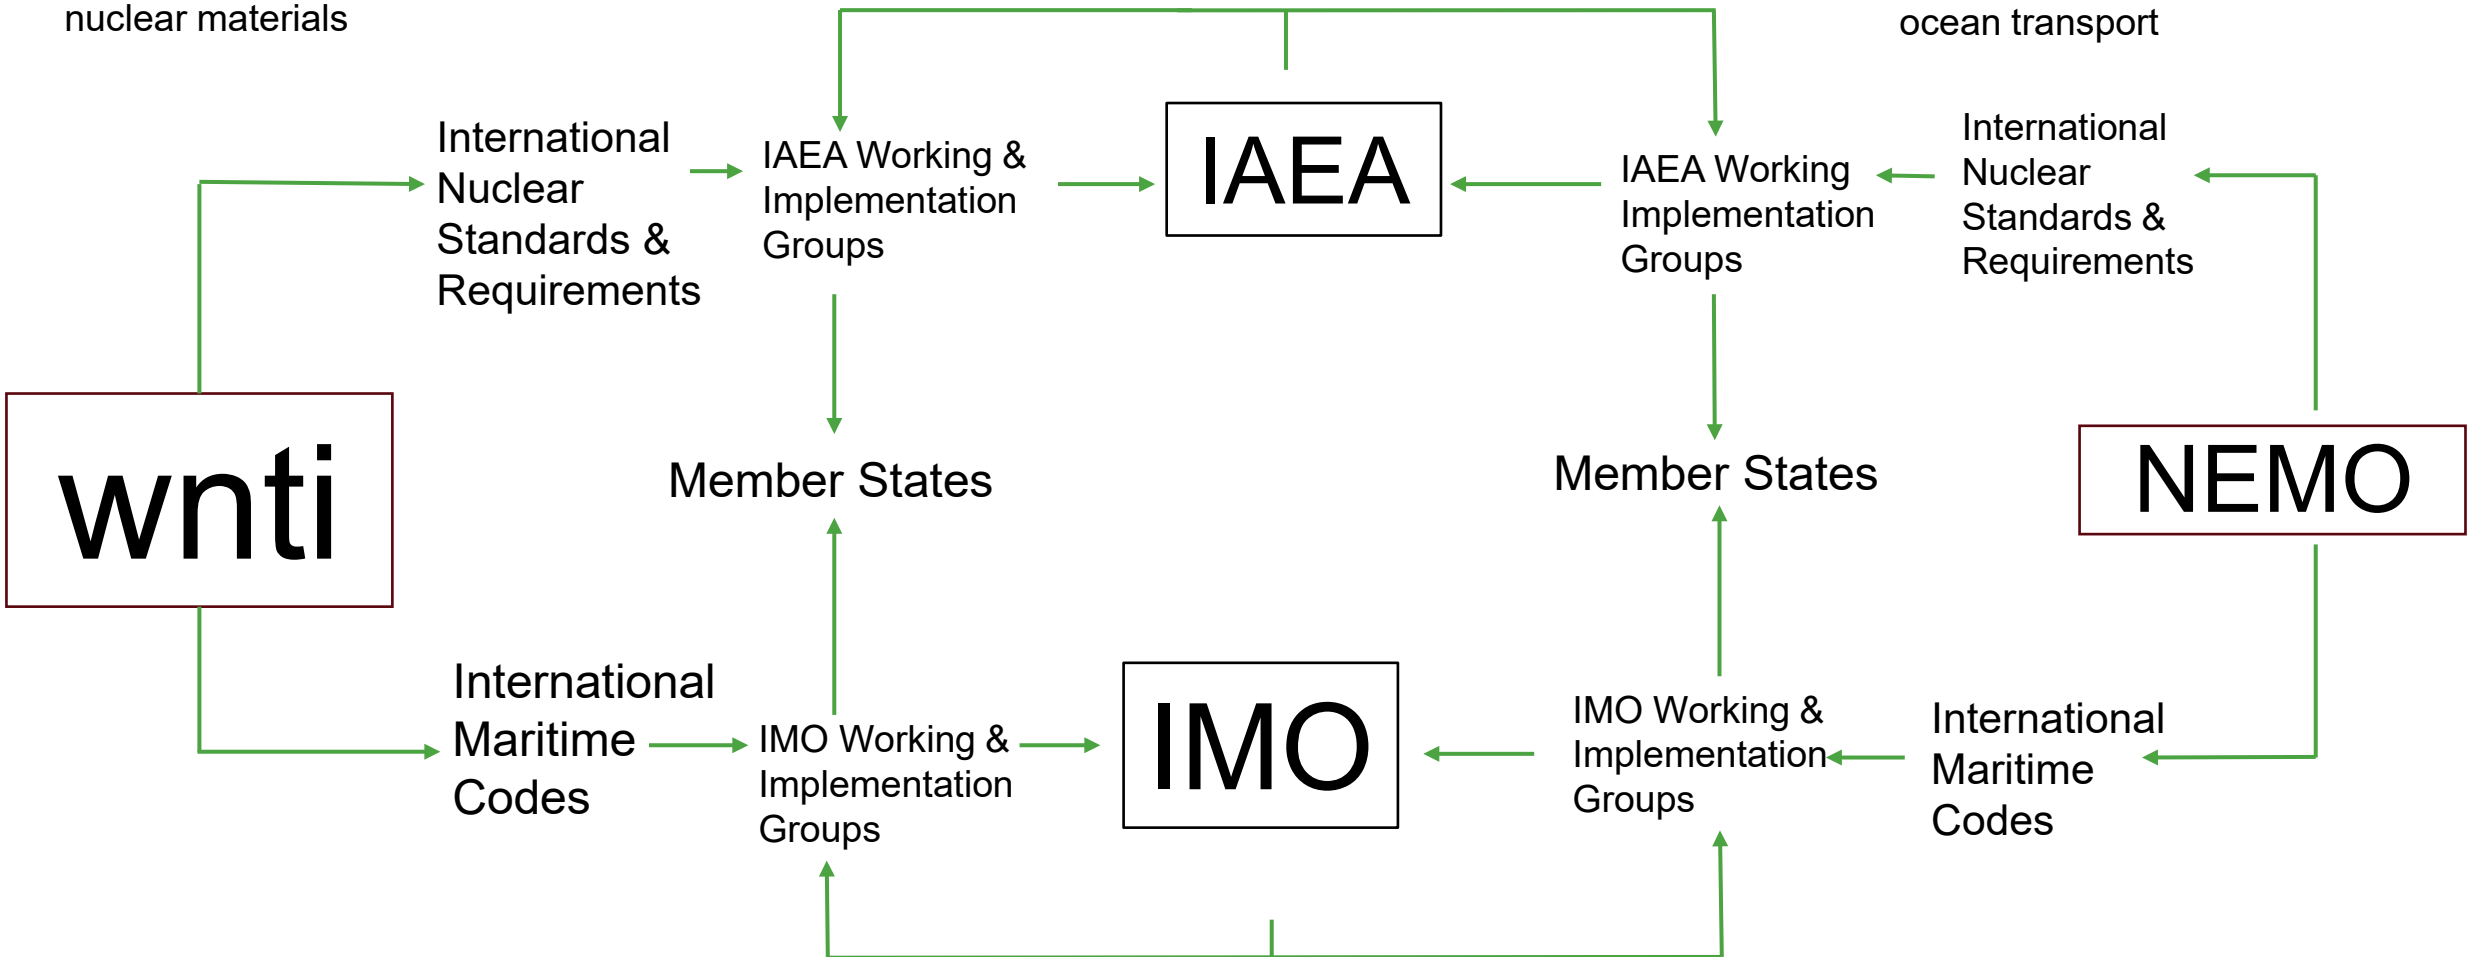 nuclear materials
ocean transport
International
Nuclear
Standards &
Requirements
IAEA Working &
Implementation
Groups
IAEA
IAEA Working
Implementation
Groups
International
Nuclear
Standards &
Requirements
wnti
Member States
Member States
NEMO
International
Maritime
Codes
IMO Working &
Implementation
Groups
IMO
IMO Working &
Implementation
Groups
International
Maritime
Codes